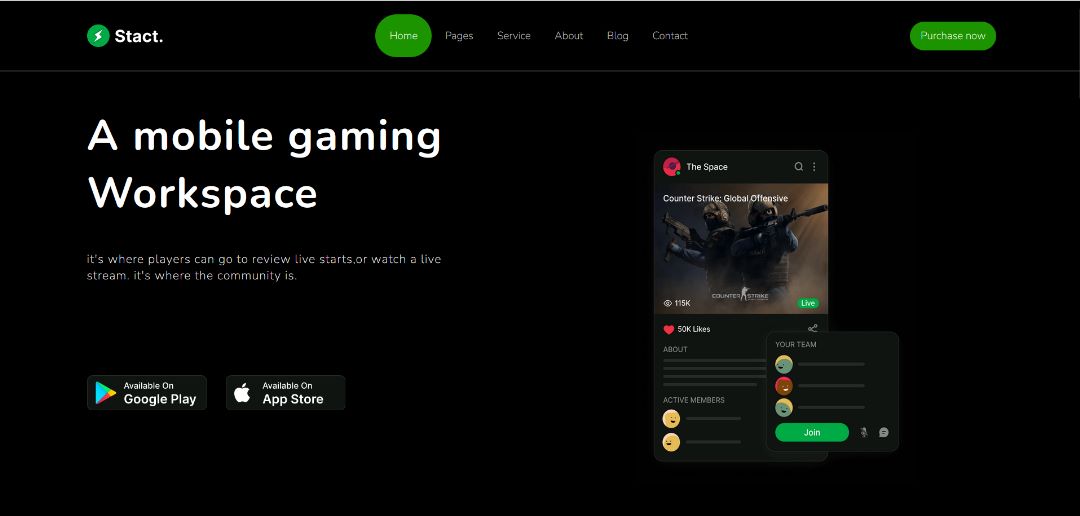 Stact.
Home
Pages
Service
About
Blog
Contact
Purchase now
A mobile gaming
Workspace
it's where players can go to review live starts,or watch a live
stream. it's where the community is.
Available On
Google Play
Available On
App Store
The Space
Counter Strike: Global Offensive
COUNTER STRIKE
115K
Live
50K Likes
ABOUT
ACTIVE MEMBERS
YOUR TEAM
Join